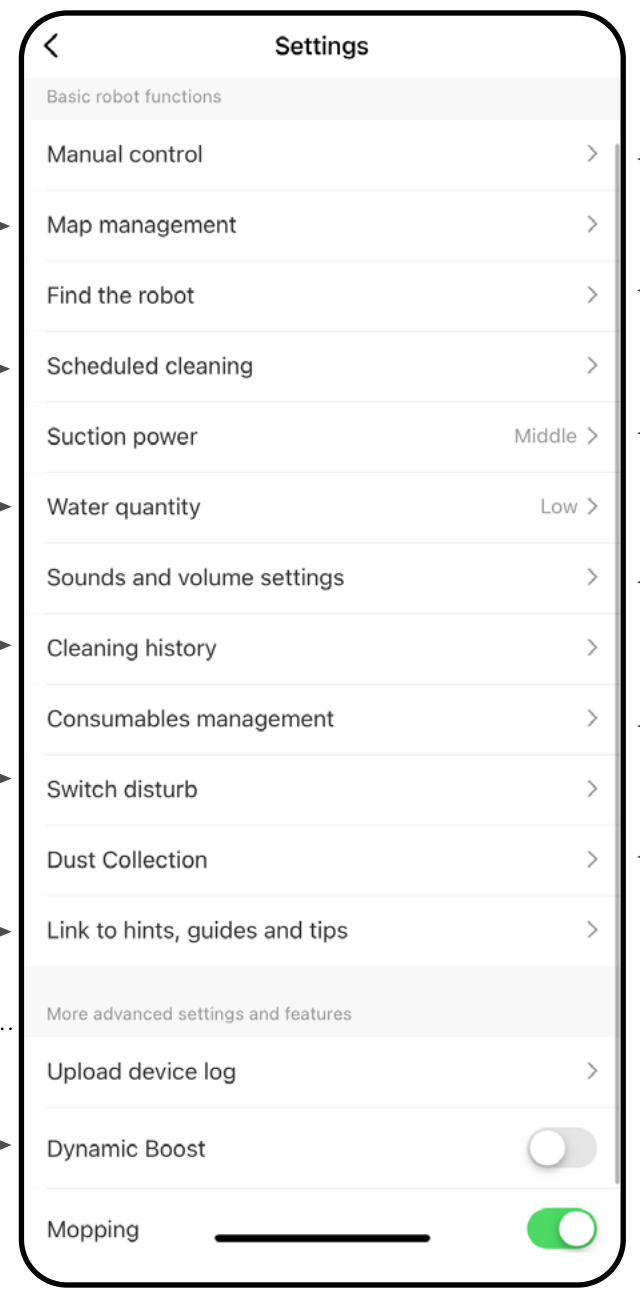 Settings
Basic robot functions
Manual control
Map management
Find the robot
Scheduled cleaning
Suction power Middle
Water quantity Low
Sounds and volume settings
Cleaning history
Consumables management
Switch disturb
Dust Collection
Link to hints, guides and tips
More advanced settings and features
Upload device log
Dynamic Boost
Mopping